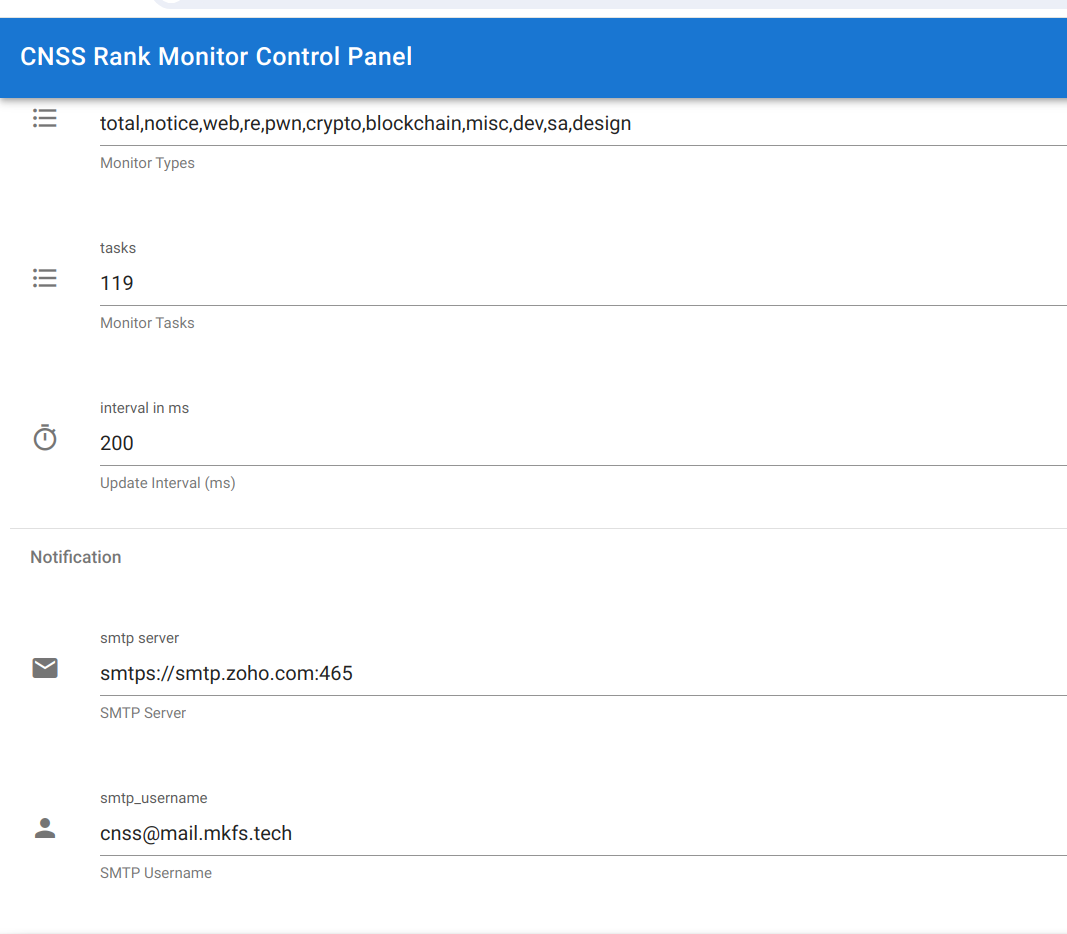 CNSS Rank Monitor Control Panel
total,notice,web,re,pwn,crypto,blockchain,misc,dev,sa,design
Monitor Types
tasks
119
Monitor Tasks
interval in ms
200
Update Interval (ms)
Notification
smtp server
smtps://smtp.zoho.com:465
SMTP Server
smtp_username
cnss@mail.mkfs.tech
SMTP Username